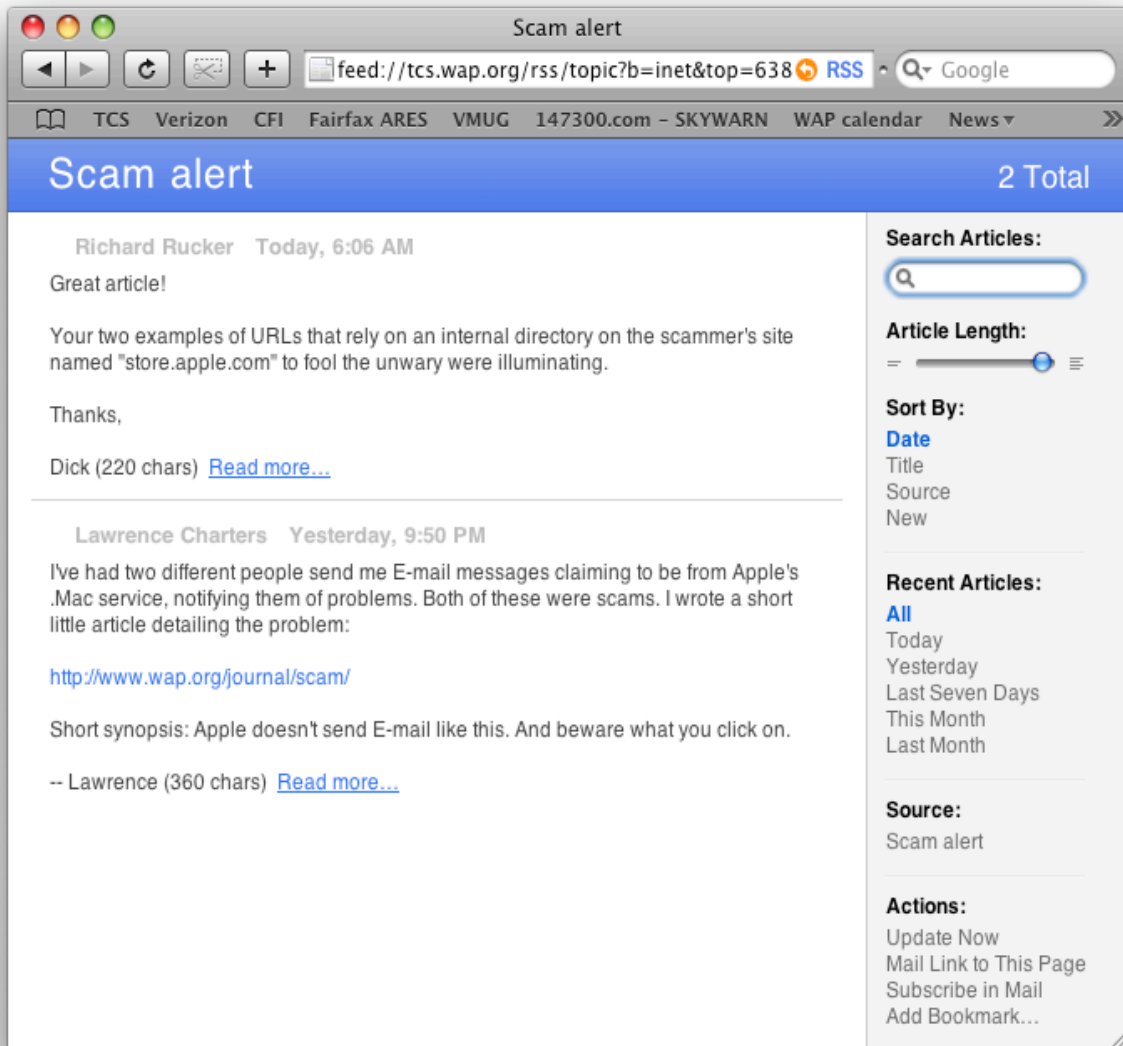 Scam alert
feed://tcs.wap.org/rss/topic?b=inet&top=638 RSS Google
TCS Verizon CFI Fairfax ARES VMUG 147300.com – SKYWARN WAP calendar News
Scam alert 2 Total
Richard Rucker Today, 6:06 AM
Great article!
Your two examples of URLs that rely on an internal directory on the scammer's site
named "store.apple.com" to fool the unwary were illuminating.
Thanks,
Dick (220 chars) Read more…
Lawrence Charters Yesterday, 9:50 PM
I've had two different people send me E-mail messages claiming to be from Apple's
.Mac service, notifying them of problems. Both of these were scams. I wrote a short
little article detailing the problem:
http://www.wap.org/journal/scam/
Short synopsis: Apple doesn't send E-mail like this. And beware what you click on.
-- Lawrence (360 chars) Read more…
Search Articles:
Article Length:
Sort By:
Date
Title
Source
New
Recent Articles:
All
Today
Yesterday
Last Seven Days
This Month
Last Month
Source:
Scam alert
Actions:
Update Now
Mail Link to This Page
Subscribe in Mail
Add Bookmark…